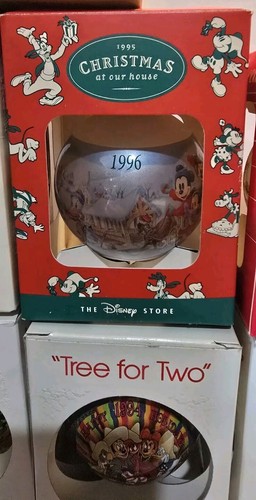 1995
CHRISTMAS
at our house
1996
THE Disney STORE
"Tree for Two"